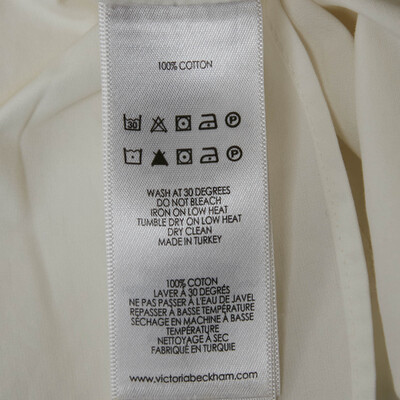 100% COTTON
30 P
P
WASH AT 30 DEGREES
DO NOT BLEACH
IRON ON LOW HEAT
TUMBLE DRY ON LOW HEAT
DRY CLEAN
MADE IN TURKEY
100% COTTON
LAVER À 30 DEGRÉS
NE PAS PASSER À L'EAU DE JAVEL
REPASSER À BASSE TEMPÉRATURE
SÉCHAGE EN MACHINE À BASSE
TEMPÉRATURE
NETTOYAGE À SEC
FABRIQUÉ EN TURQUIE
www.victoriabeckham.com